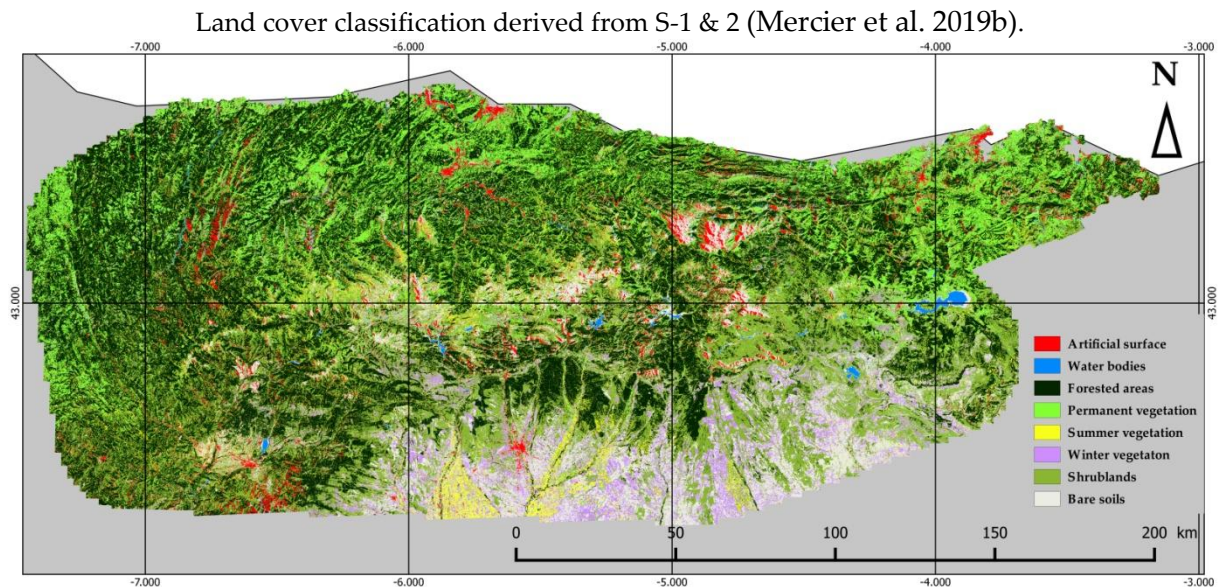 Land cover classification derived from S-1 & 2 (Mercier et al. 2019b).
-7.000 -6.000 -5.000 -4.000 -3.000
N
43.000 43.000
Artificial surface
Water bodies
Forested areas
Permanent vegetation
Summer vegetation
Winter vegetaton
Shrublands
Bare soils
0 50 100 150 200 km
-7.000 -6.000 -5.000 -4.000 -3.000